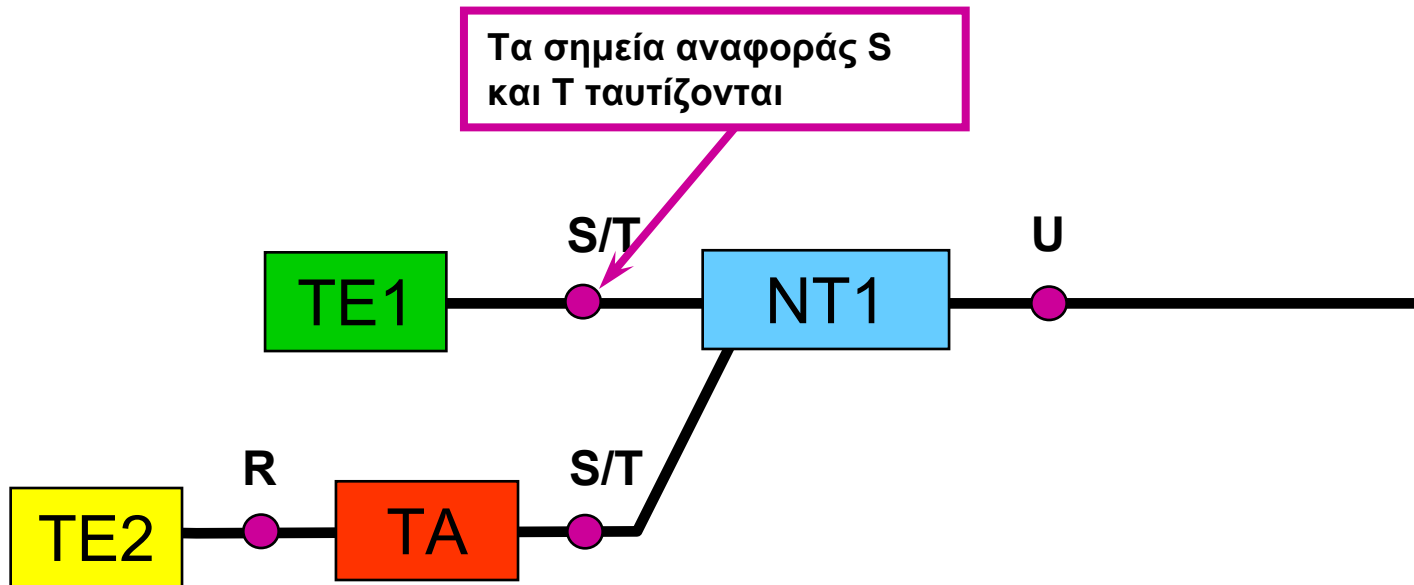 Τα σημεία αναφοράς S
και T ταυτίζονται
S/T
U
TE1
NT1
R
S/T
TE2
TA